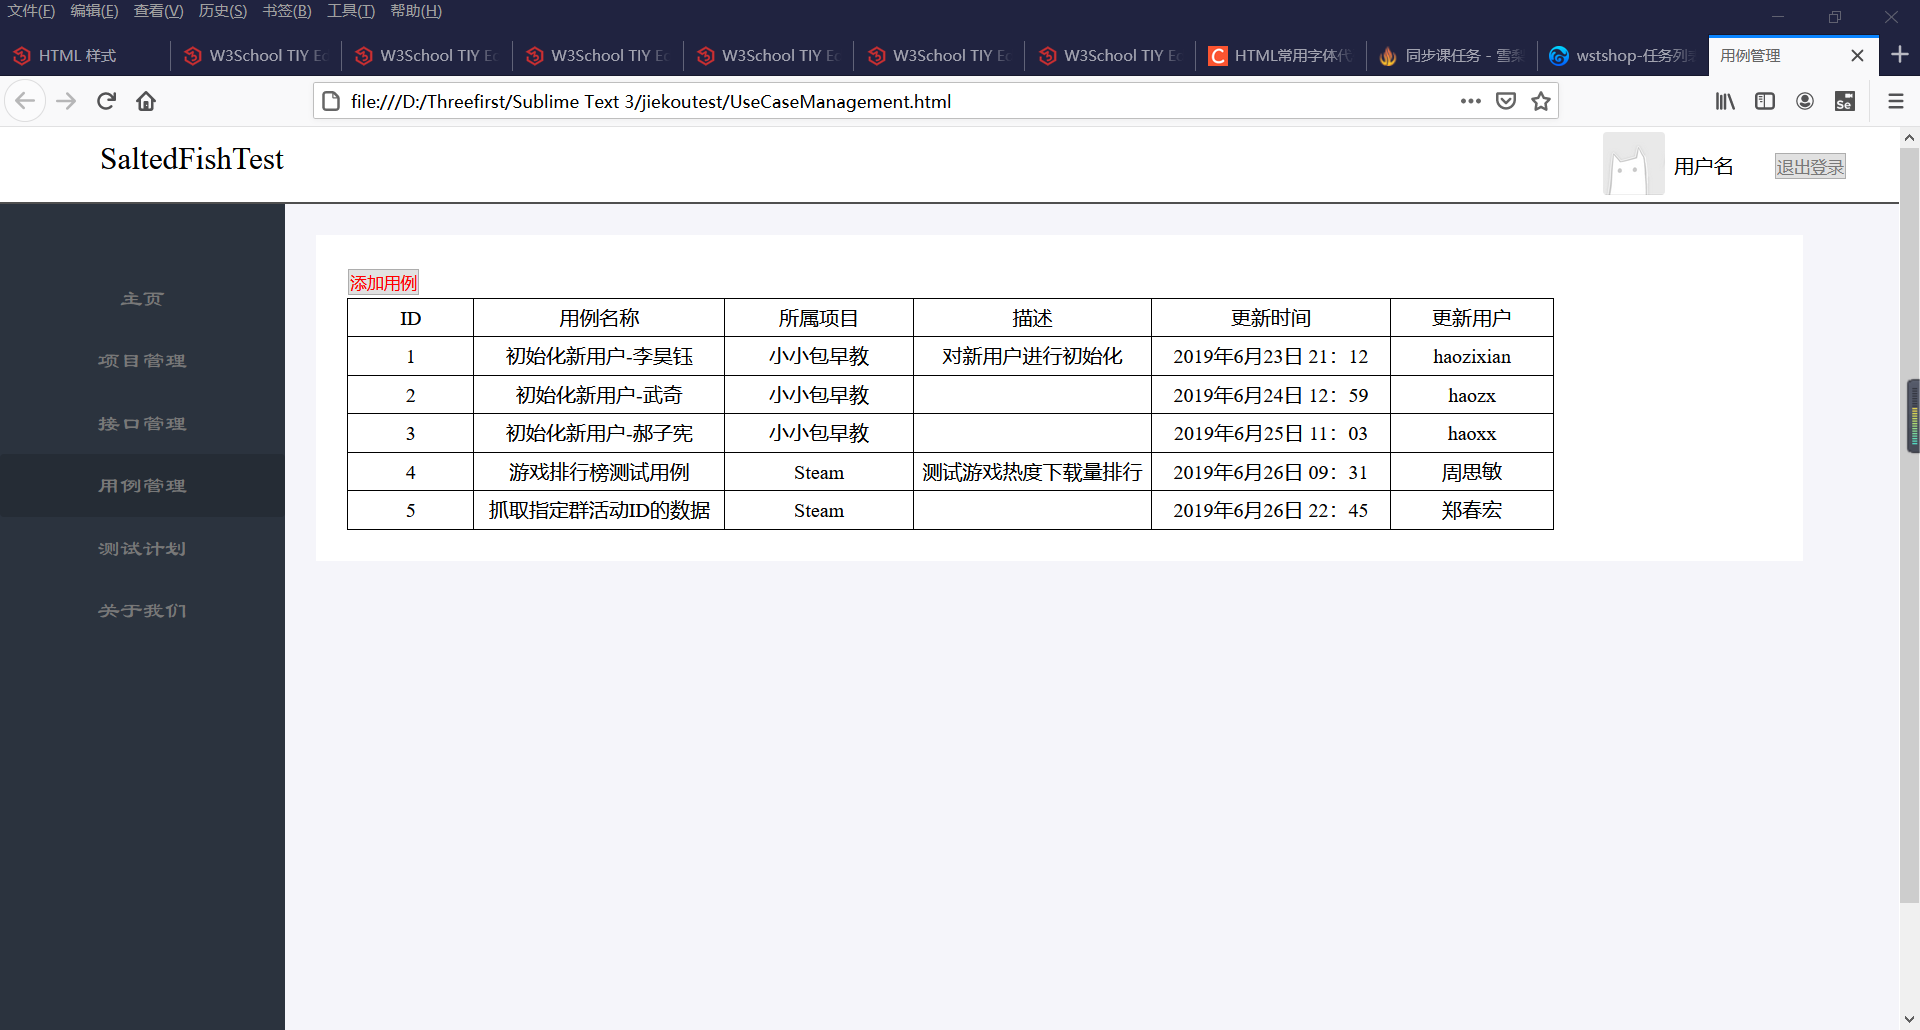 文件(F) 编辑(E) 查看(V) 历史(S) 书签(B) 工具(T) 帮助(H)
HTML 样式 W3School TIY W3School TIY W3School TIY W3School TIY W3School TIY W3School TIY HTML常用字体代 同步课任务 - 雪梨 wstshop-任务列表 用例管理
file:///D:/Threefirst/Sublime Text 3/jiekoutest/UseCaseManagement.html
Se
SaltedFishTest
用户名 退出登录
主页
项目管理
接口管理
用例管理
测试计划
关于我们
添加用例
ID 用例名称 所属项目 描述 更新时间 更新用户
1 初始化新用户-李昊钰 小小包早教 对新用户进行初始化 2019年6月23日 21：12 haozixian
2 初始化新用户-武奇 小小包早教 2019年6月24日 12：59 haozx
3 初始化新用户-郝子宪 小小包早教 2019年6月25日 11：03 haoxx
4 游戏排行榜测试用例 Steam 测试游戏热度下载量排行 2019年6月26日 09：31 周思敏
5 抓取指定群活动ID的数据 Steam 2019年6月26日 22：45 郑春宏